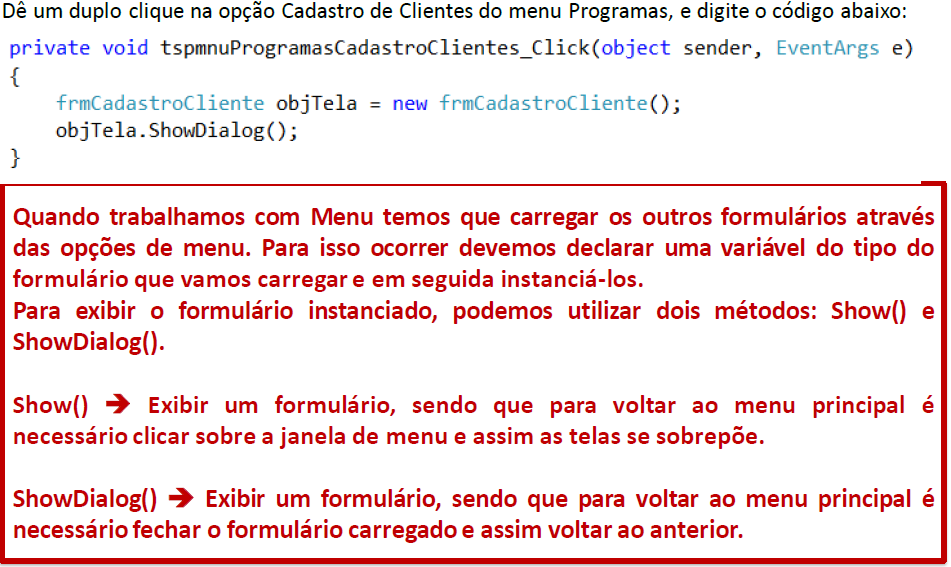 Dê um duplo clique na opção Cadastro de Clientes do menu Programas, e digite o código abaixo:
private void tspmnuProgramasCadastroClientes_Click(object sender, EventArgs e)
{
    frmCadastroCliente objTela = new frmCadastroCliente();
    objTela.ShowDialog();
}
Quando trabalhamos com Menu temos que carregar os outros formulários através
das opções de menu. Para isso ocorrer devemos declarar uma variável do tipo do
formulário que vamos carregar e em seguida instanciá-los.
Para exibir o formulário instanciado, podemos utilizar dois métodos: Show() e
ShowDialog().
Show() ➔ Exibir um formulário, sendo que para voltar ao menu principal é
necessário clicar sobre a janela de menu e assim as telas se sobrepõe.
ShowDialog() ➔ Exibir um formulário, sendo que para voltar ao menu principal é
necessário fechar o formulário carregado e assim voltar ao anterior.